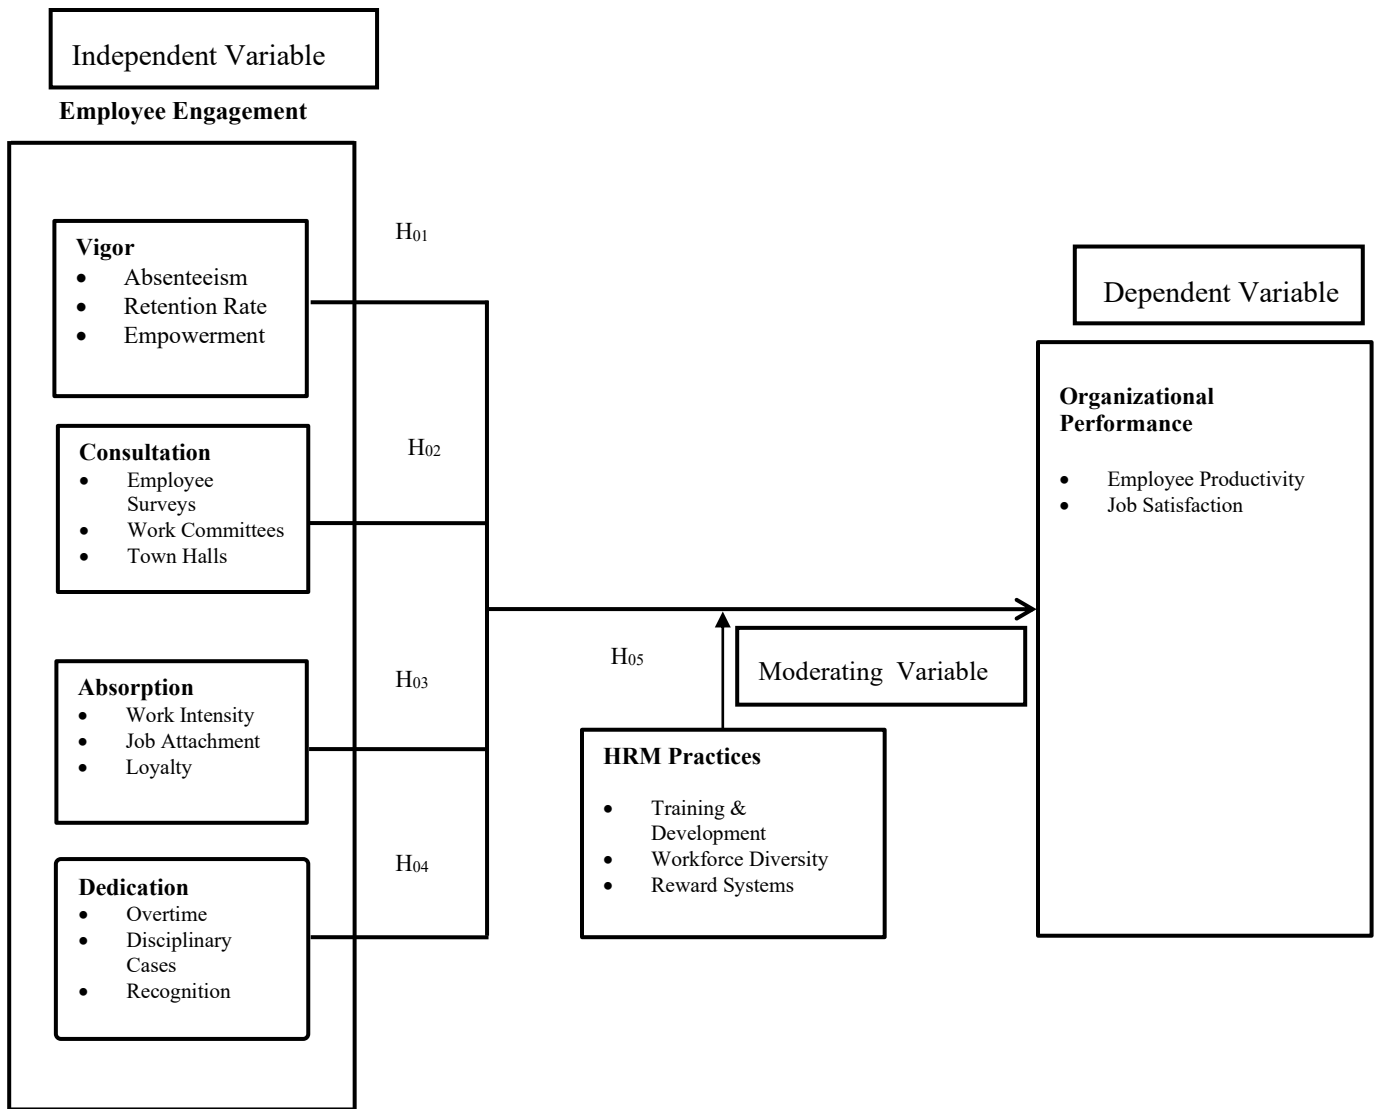 Independent Variable
Employee Engagement
Vigor
• Absenteeism
• Retention Rate
• Empowerment
H01
Consultation
• Employee
Surveys
• Work Committees
• Town Halls
H02
Absorption
• Work Intensity
• Job Attachment
• Loyalty
H03
Dedication
• Overtime
• Disciplinary
Cases
• Recognition
H04
H05
Moderating Variable
HRM Practices
• Training &
Development
• Workforce Diversity
• Reward Systems
Dependent Variable
Organizational
Performance
• Employee Productivity
• Job Satisfaction